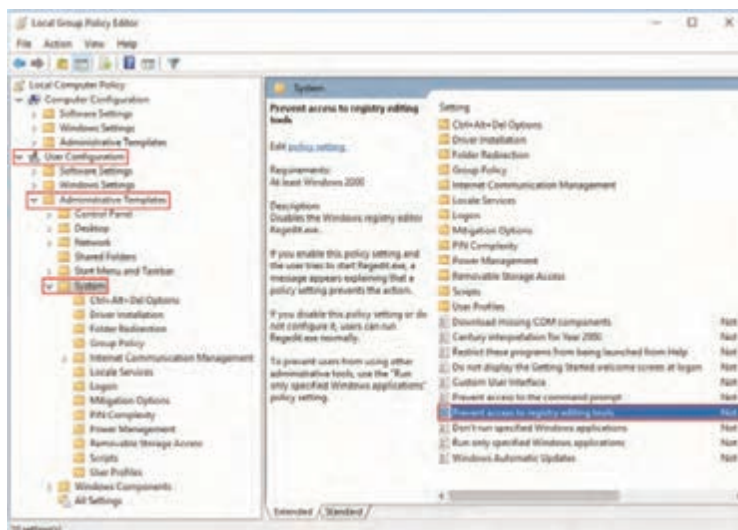 Local Group Policy Editor
File Action View Help
Local Computer Policy
Computer Configuration
Software Settings
Windows Settings
Administrative Templates
User Configuration
Software Settings
Windows Settings
Administrative Templates
Control Panel
Desktop
Network
Shared Folders
Start Menu and Taskbar
System
Ctrl+Alt+Del Options
Driver Installation
Folder Redirection
Group Policy
Internet Communication Management
Locale Services
Logon
Mitigation Options
PIN Complexity
Power Management
Removable Storage Access
Scripts
User Profiles
Windows Components
All Settings
System
Prevent access to registry editing
tools
Edit policy setting
Requirements:
At least Windows 2000
Description:
Disables the Windows registry editor
Regedit.exe.
If you enable this policy setting and
the user tries to start Regedit.exe, a
message appears explaining that a
policy setting prevents the action.
If you disable this policy setting or do
not configure it, users can run
Regedit.exe normally.
To prevent users from using other
administrative tools, use the "Run
only specified Windows applications"
policy setting.
Setting
Ctrl+Alt+Del Options
Driver Installation
Folder Redirection
Group Policy
Internet Communication Management
Locale Services
Logon
Mitigation Options
PIN Complexity
Power Management
Removable Storage Access
Scripts
User Profiles
Download missing COM components Not
Century interpretation for Year 2000 Not
Restrict these programs from being launched from Help Not
Do not display the Getting Started welcome screen at logon Not
Custom User Interface Not
Prevent access to the command prompt Not
Prevent access to registry editing tools Not
Don't run specified Windows applications Not
Run only specified Windows applications Not
Windows Automatic Updates Not
Extended Standard